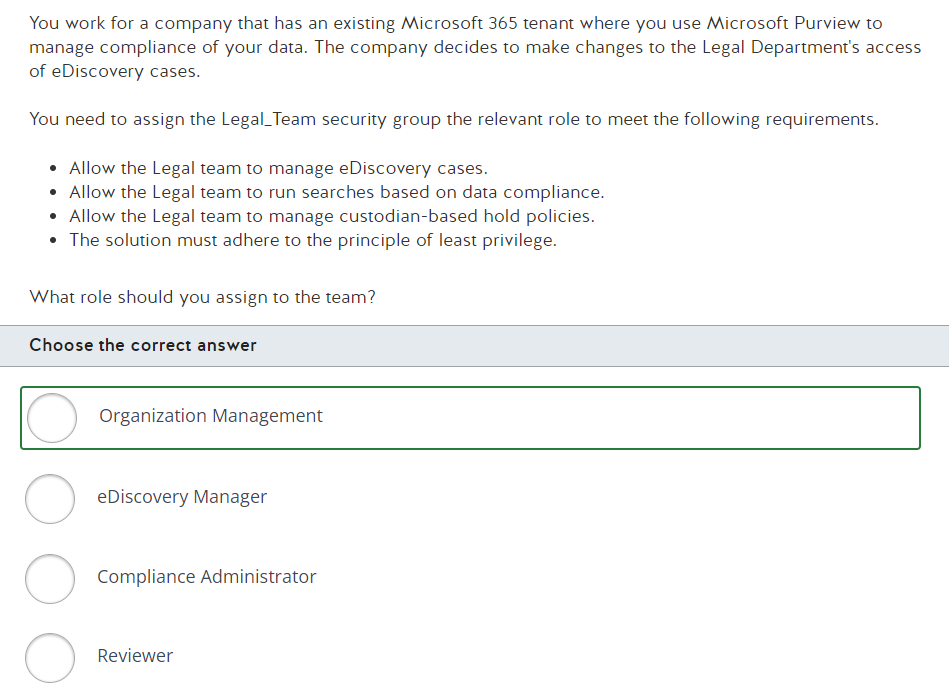 You work for a company that has an existing Microsoft 365 tenant where you use Microsoft Purview to
manage compliance of your data. The company decides to make changes to the Legal Department's access
of eDiscovery cases.
You need to assign the Legal_Team security group the relevant role to meet the following requirements.
• Allow the Legal team to manage eDiscovery cases.
• Allow the Legal team to run searches based on data compliance.
• Allow the Legal team to manage custodian-based hold policies.
• The solution must adhere to the principle of least privilege.
What role should you assign to the team?
Choose the correct answer
Organization Management
eDiscovery Manager
Compliance Administrator
Reviewer